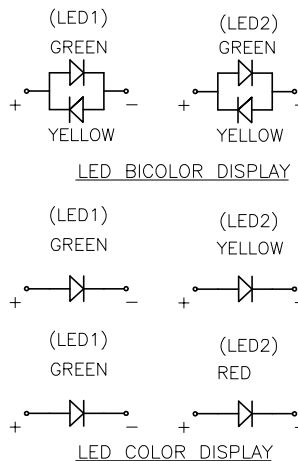 (LED1) (LED2)
GREEN GREEN
+ − + −
YELLOW YELLOW
LED BICOLOR DISPLAY
(LED1) (LED2)
GREEN YELLOW
+ − + −
(LED1) (LED2)
GREEN RED
+ − + −
LED COLOR DISPLAY